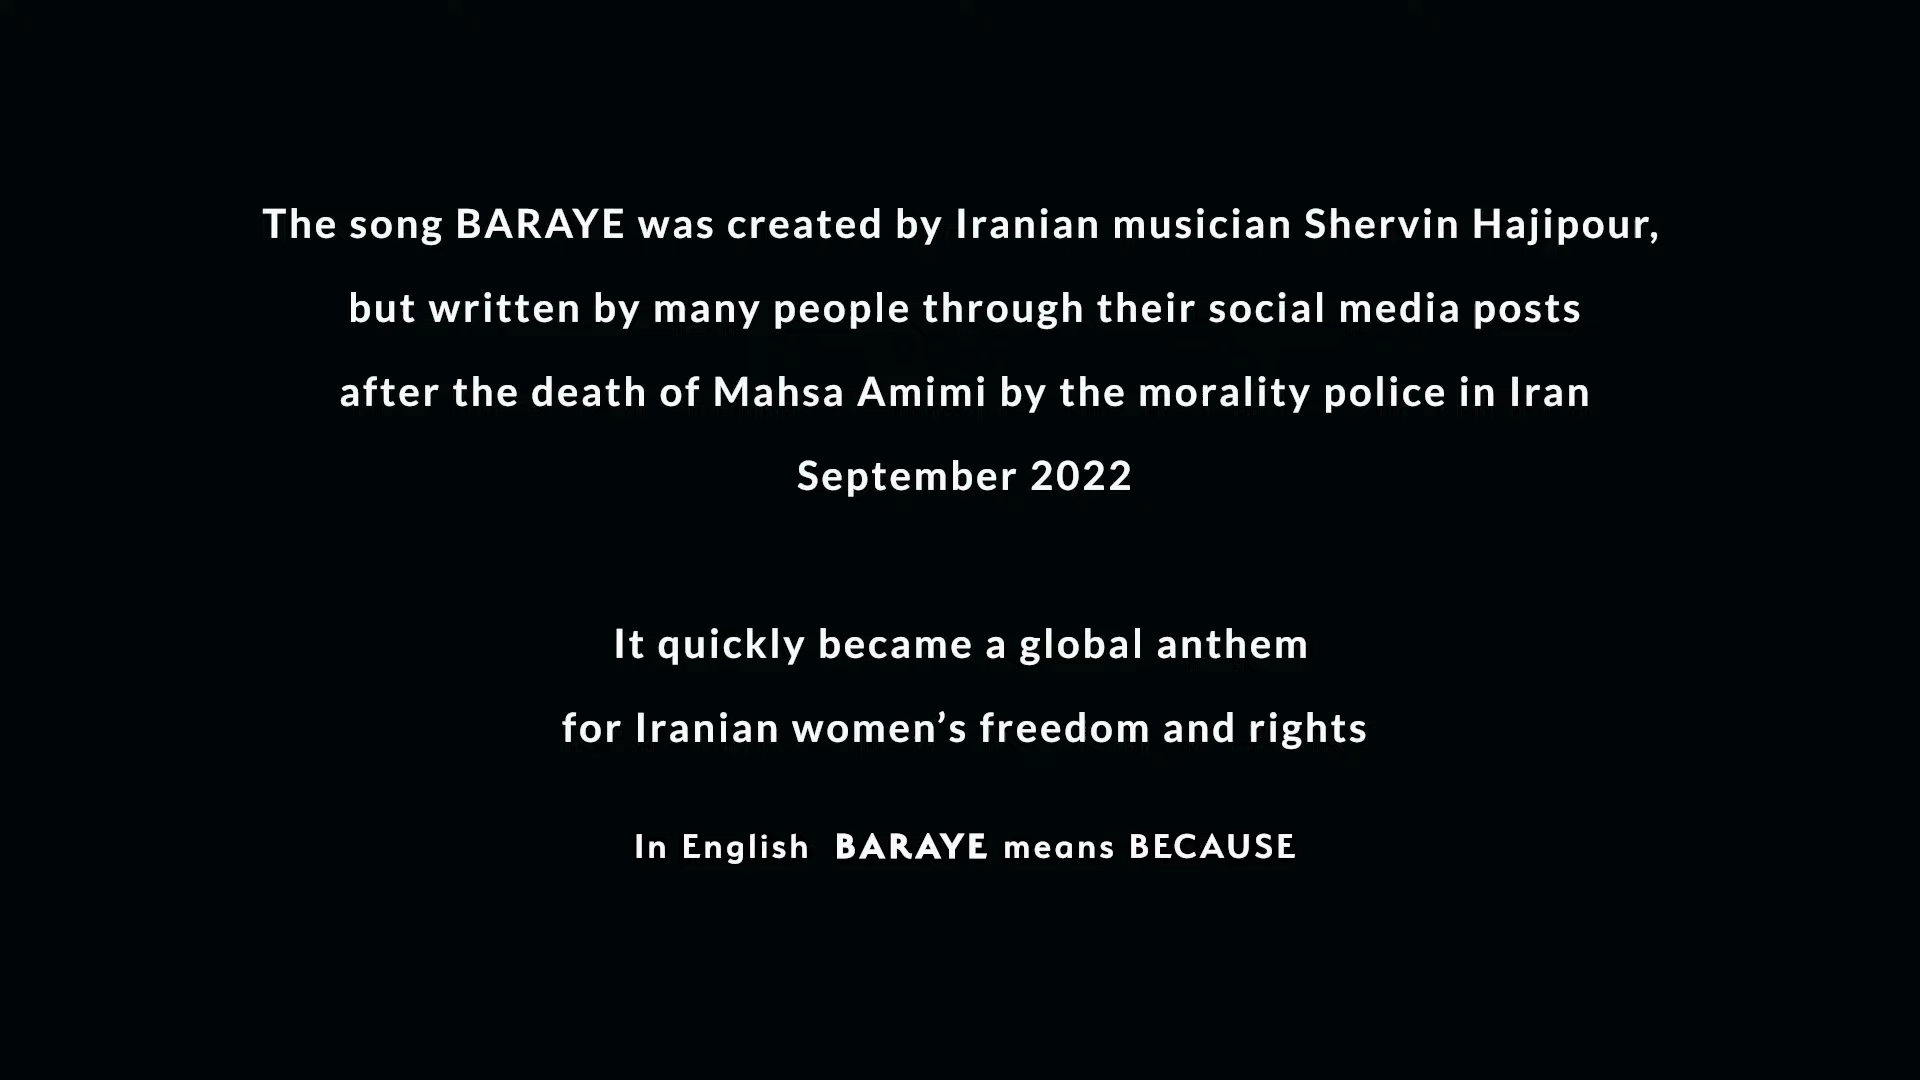 The song BARAYE was created by Iranian musician Shervin Hajipour,
but written by many people through their social media posts
after the death of Mahsa Amimi by the morality police in Iran
September 2022
It quickly became a global anthem
for Iranian women’s freedom and rights
In English BARAYE means BECAUSE